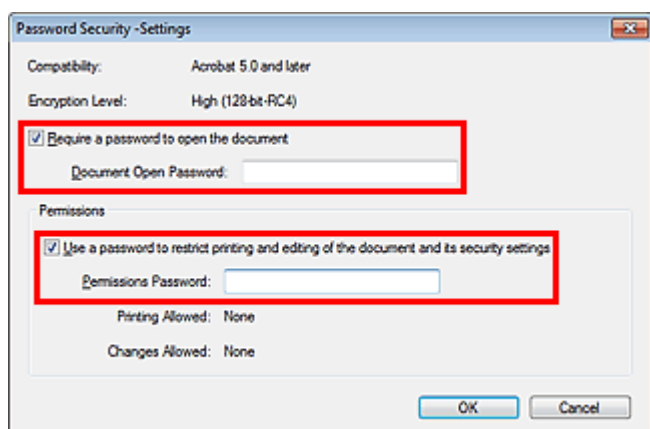 Password Security -Settings
Compatibility: Acrobat 5.0 and later
Encryption Level: High (128-bit-RC4)
Require a password to open the document
Document Open Password:
Permissions
Use a password to restrict printing and editing of the document and its security settings
Permissions Password:
Printing Allowed: None
Changes Allowed: None
OK Cancel